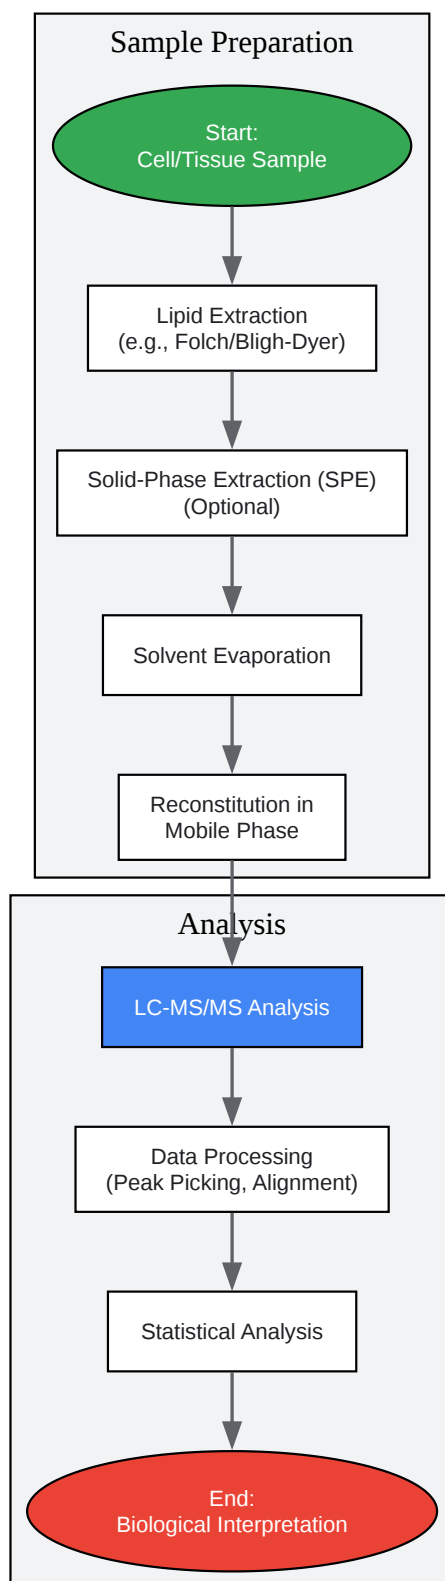 Sample Preparation
Start:
Cell/Tissue Sample
Lipid Extraction
(e.g., Folch/Bligh-Dyer)
Solid-Phase Extraction (SPE)
(Optional)
Solvent Evaporation
Reconstitution in
Mobile Phase
Analysis
LC-MS/MS Analysis
Data Processing
(Peak Picking, Alignment)
Statistical Analysis
End:
Biological Interpretation